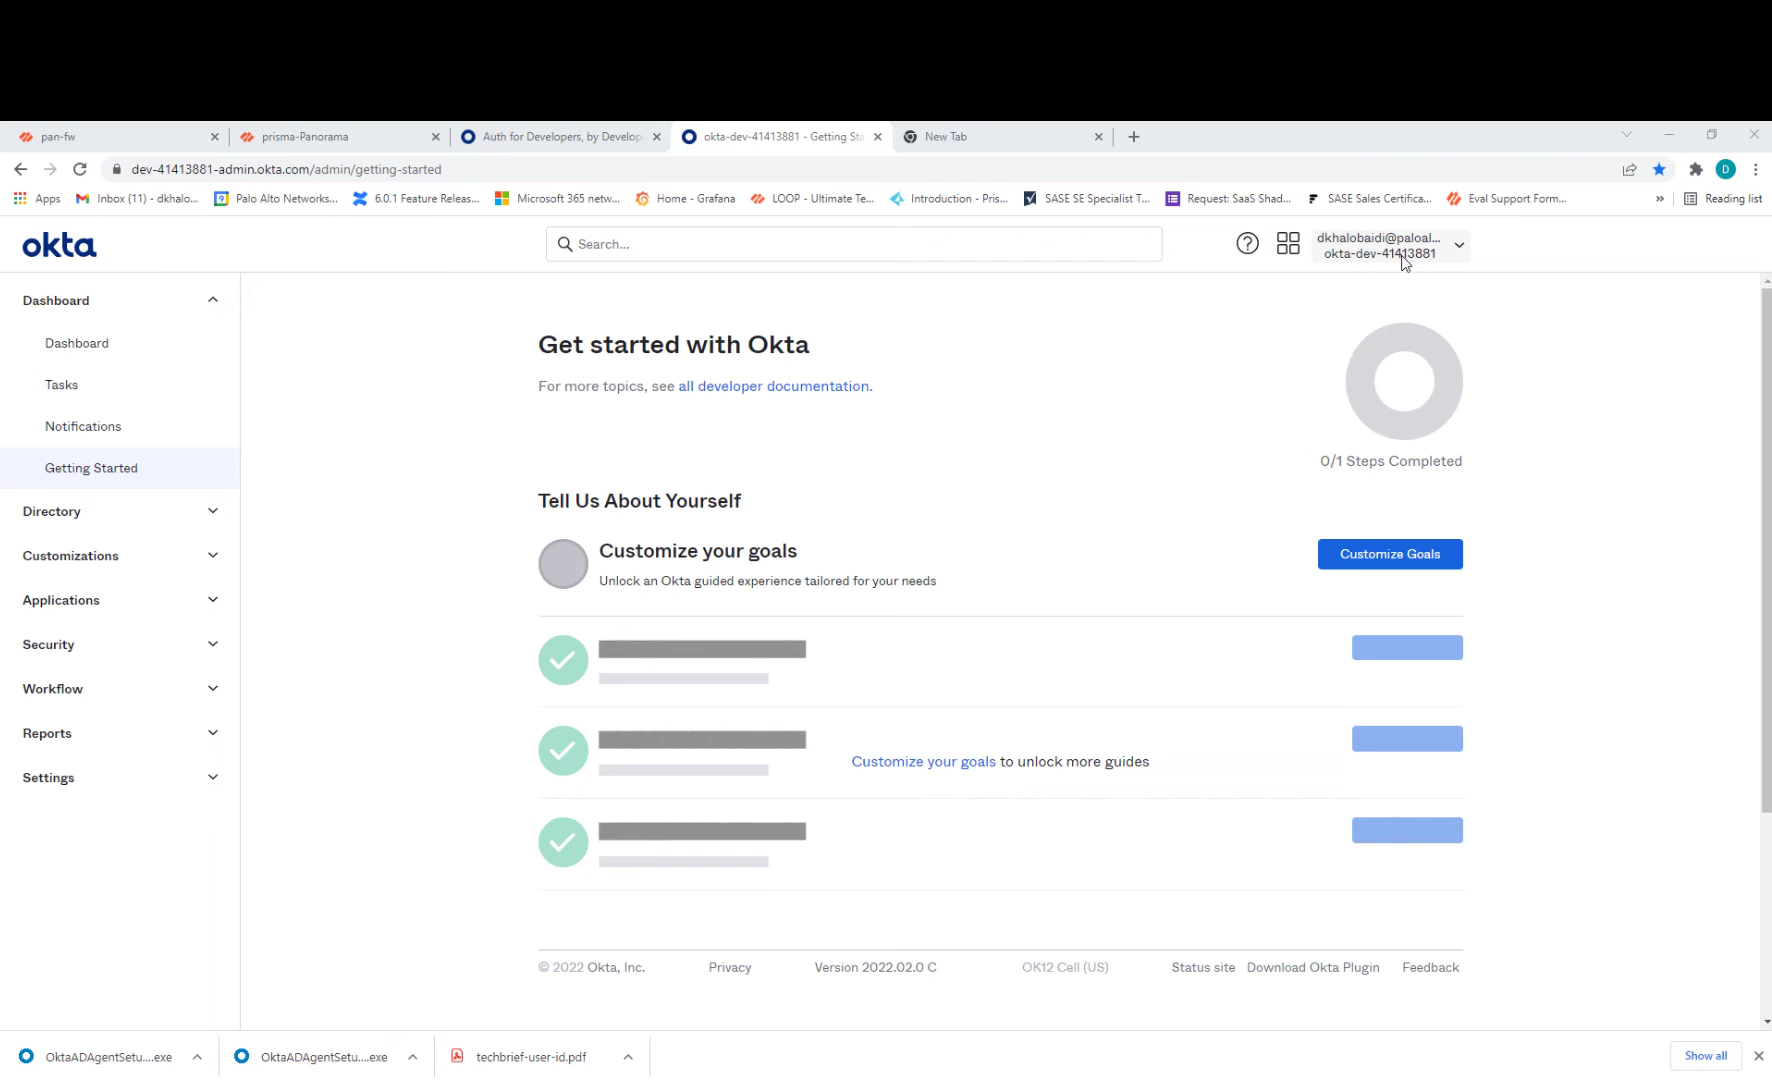 pan-fw
prisma-Panorama
Auth for Developers, by Develop
okta-dev-41413881 - Getting Sta
New Tab
dev-41413881-admin.okta.com/admin/getting-started
D
Apps
Inbox (11) - dkhalo...
9
Palo Alto Networks...
6.0.1 Feature Releas...
Microsoft 365 netw...
Home - Grafana
LOOP - Ultimate Te...
Introduction - Pris...
SASE SE Specialist T...
Request: SaaS Shad...
SASE Sales Certifica...
Eval Support Form...
»
Reading list
okta
Search...
dkhalobaidi@paloal...
okta-dev-41413881
Dashboard
Dashboard
Tasks
Notifications
Getting Started
Directory
Customizations
Applications
Security
Workflow
Reports
Settings
Get started with Okta
For more topics, see all developer documentation.
0/1 Steps Completed
Tell Us About Yourself
Customize your goals
Unlock an Okta guided experience tailored for your needs
Customize Goals
Customize your goals to unlock more guides
© 2022 Okta, Inc.
Privacy
Version 2022.02.0 C
OK12 Cell (US)
Status site
Download Okta Plugin
Feedback
OktaADAgentSetu....exe
OktaADAgentSetu....exe
techbrief-user-id.pdf
Show all